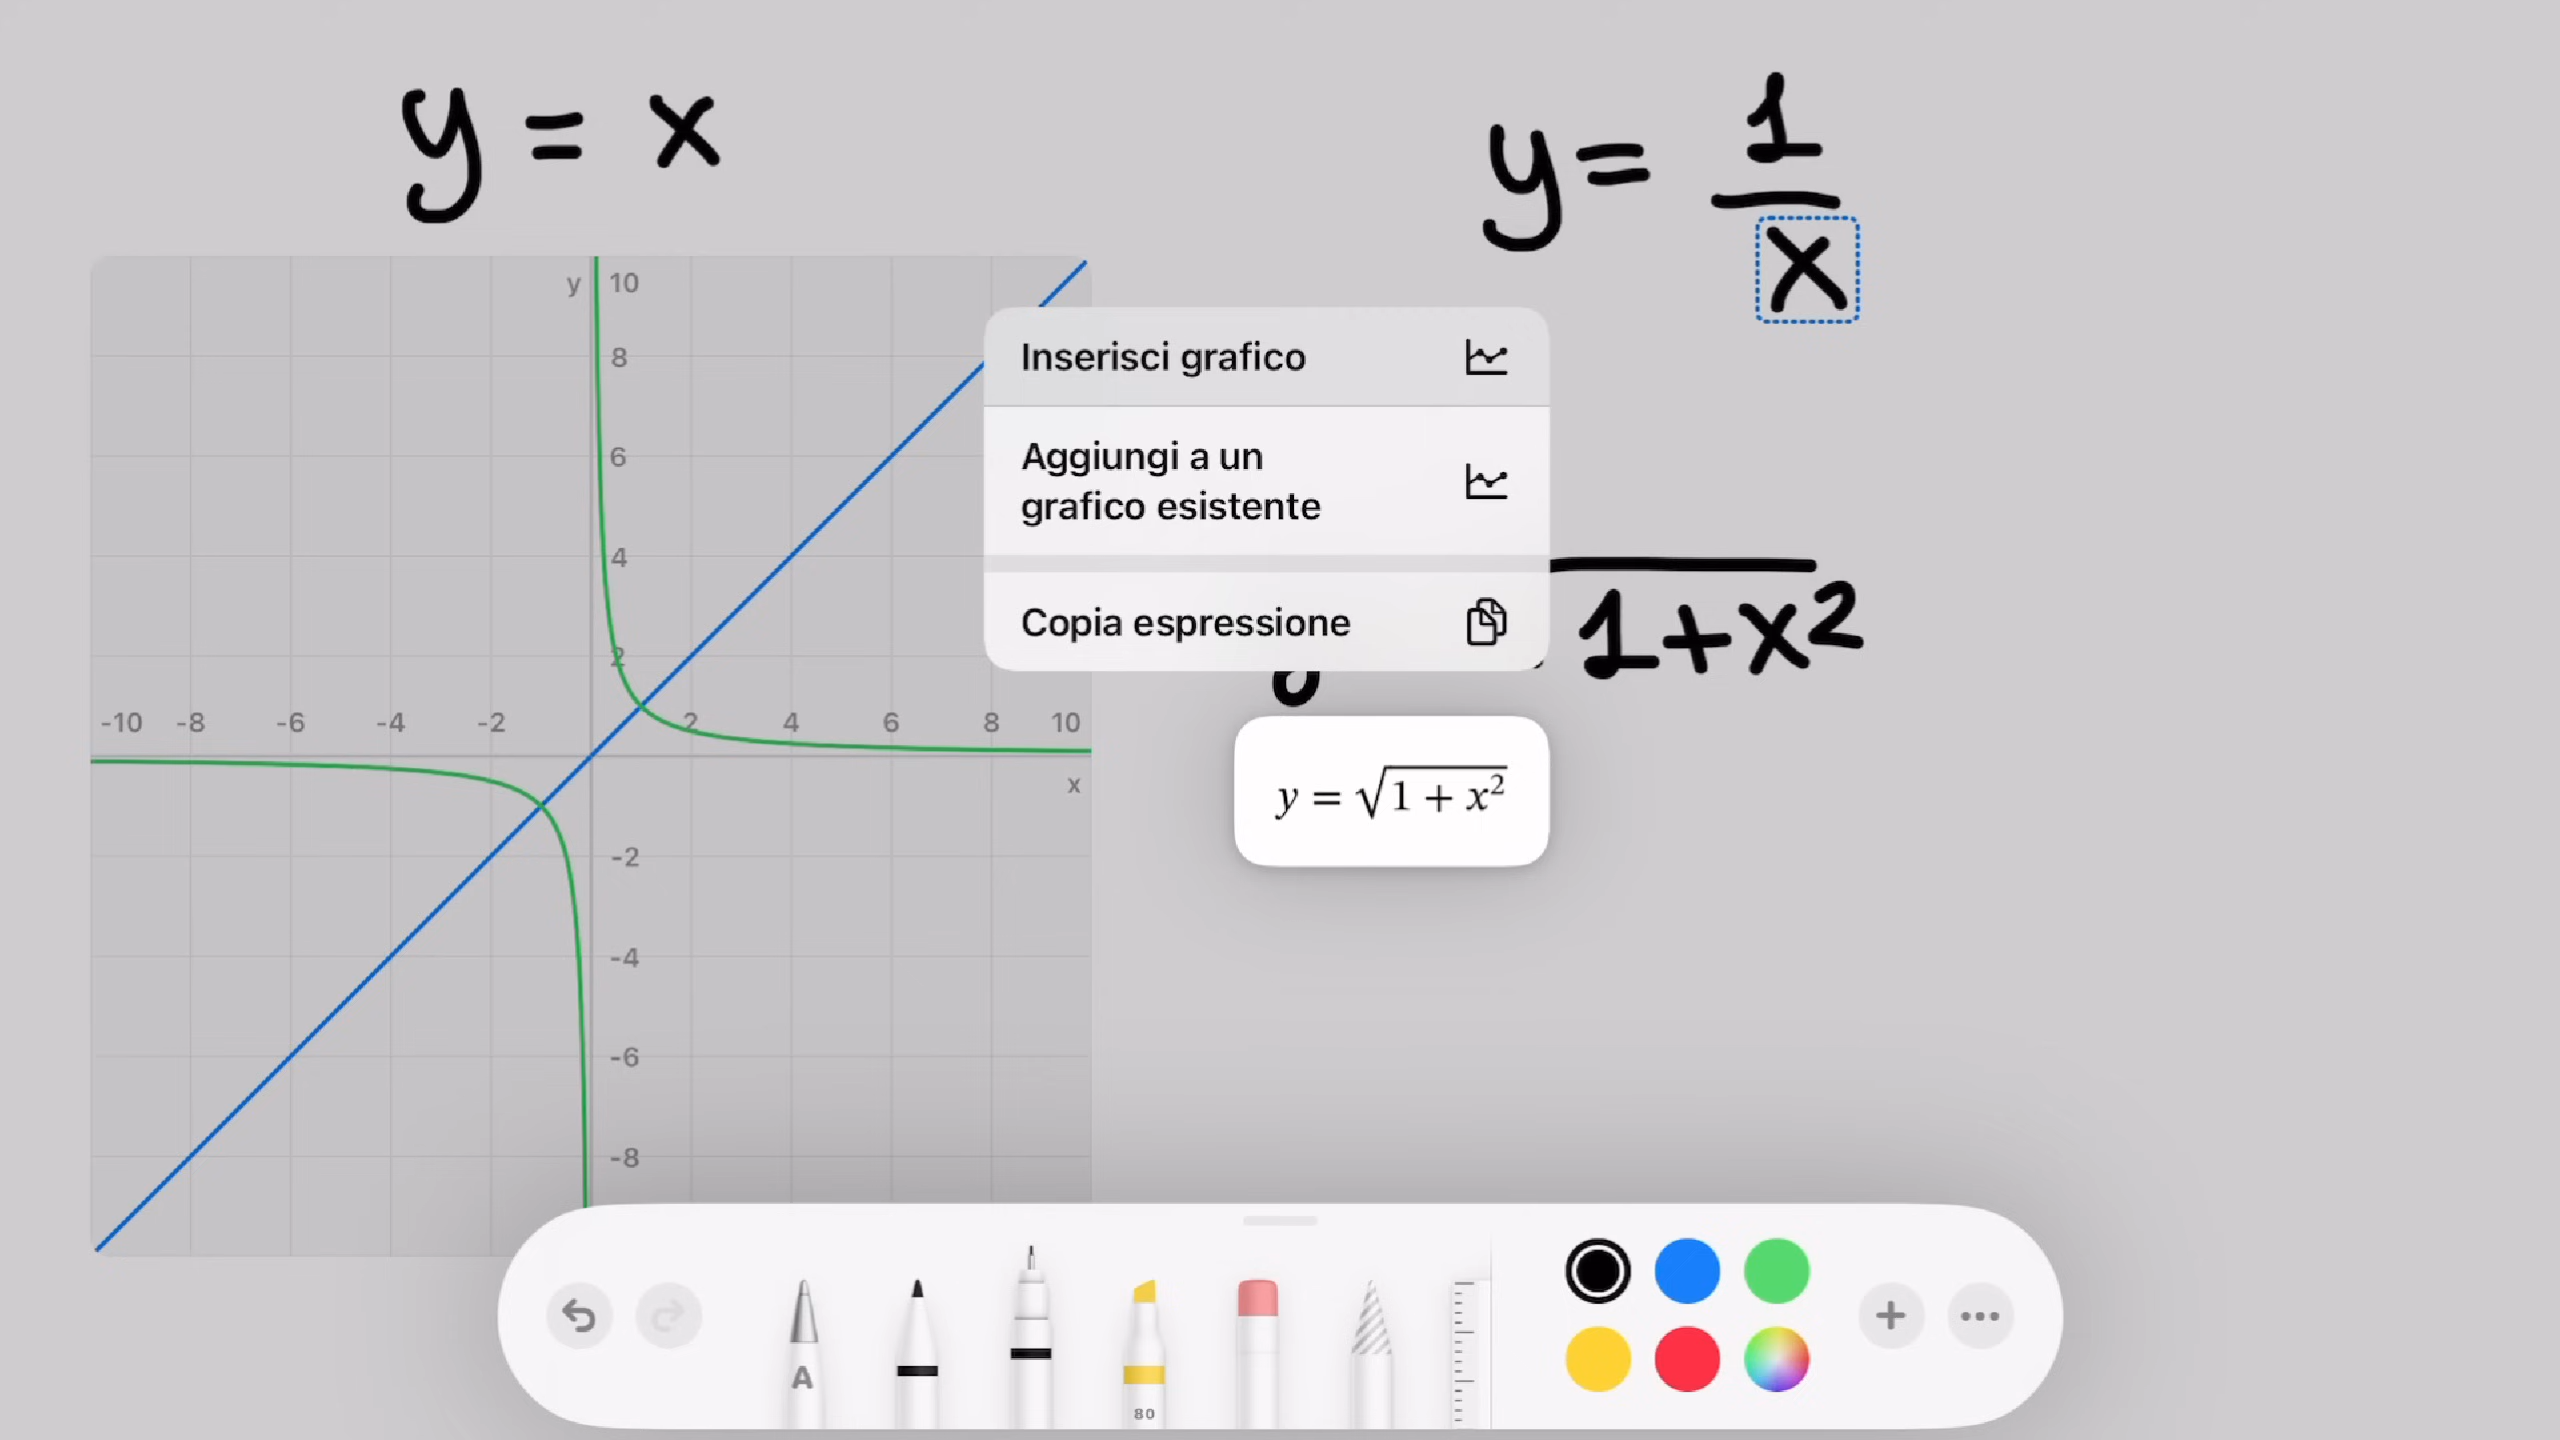 y = x
y = 1/x
y 10
8
6
4
2
-10 -8 -6 -4 -2 2 4 6 8 10
x
-2
-4
-6
-8
Inserisci grafico
Aggiungi a un
grafico esistente
Copia espressione
1+x²
y = √1 + x²
A
80